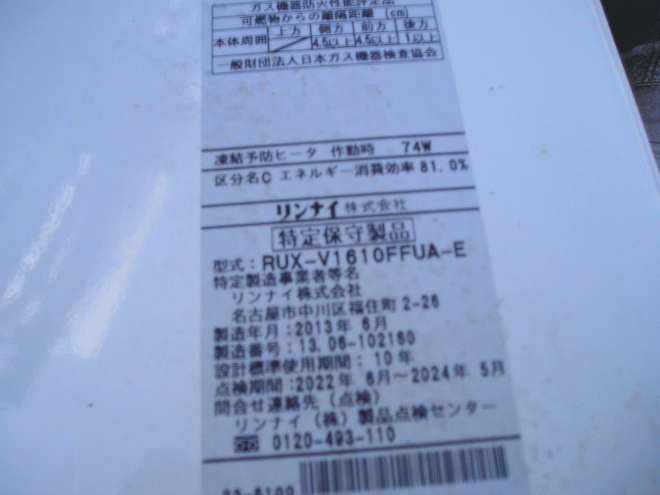 ガス機器防火性能評定品
可燃物からの離隔距離 (cm)
本体周囲 上方 側方 前方 後方
4.5以上 4.5以上 1以上
一般財団法人日本ガス機器検査協会
凍結予防ヒータ 作動時 74W
区分名C エネルギー消費効率 81.0%
リンナイ株式会社
特定保守製品
型式：RUX-V1610FFUA-E
特定製造事業者等名
リンナイ株式会社
名古屋市中川区福住町2-26
製造年月：2013年 6月
製造番号：13.06-102160
設計標準使用期間：10年
点検期間：2022年 6月～2024年 5月
問合せ連絡先（点検）
リンナイ（株）製品点検センター
0120-493-110